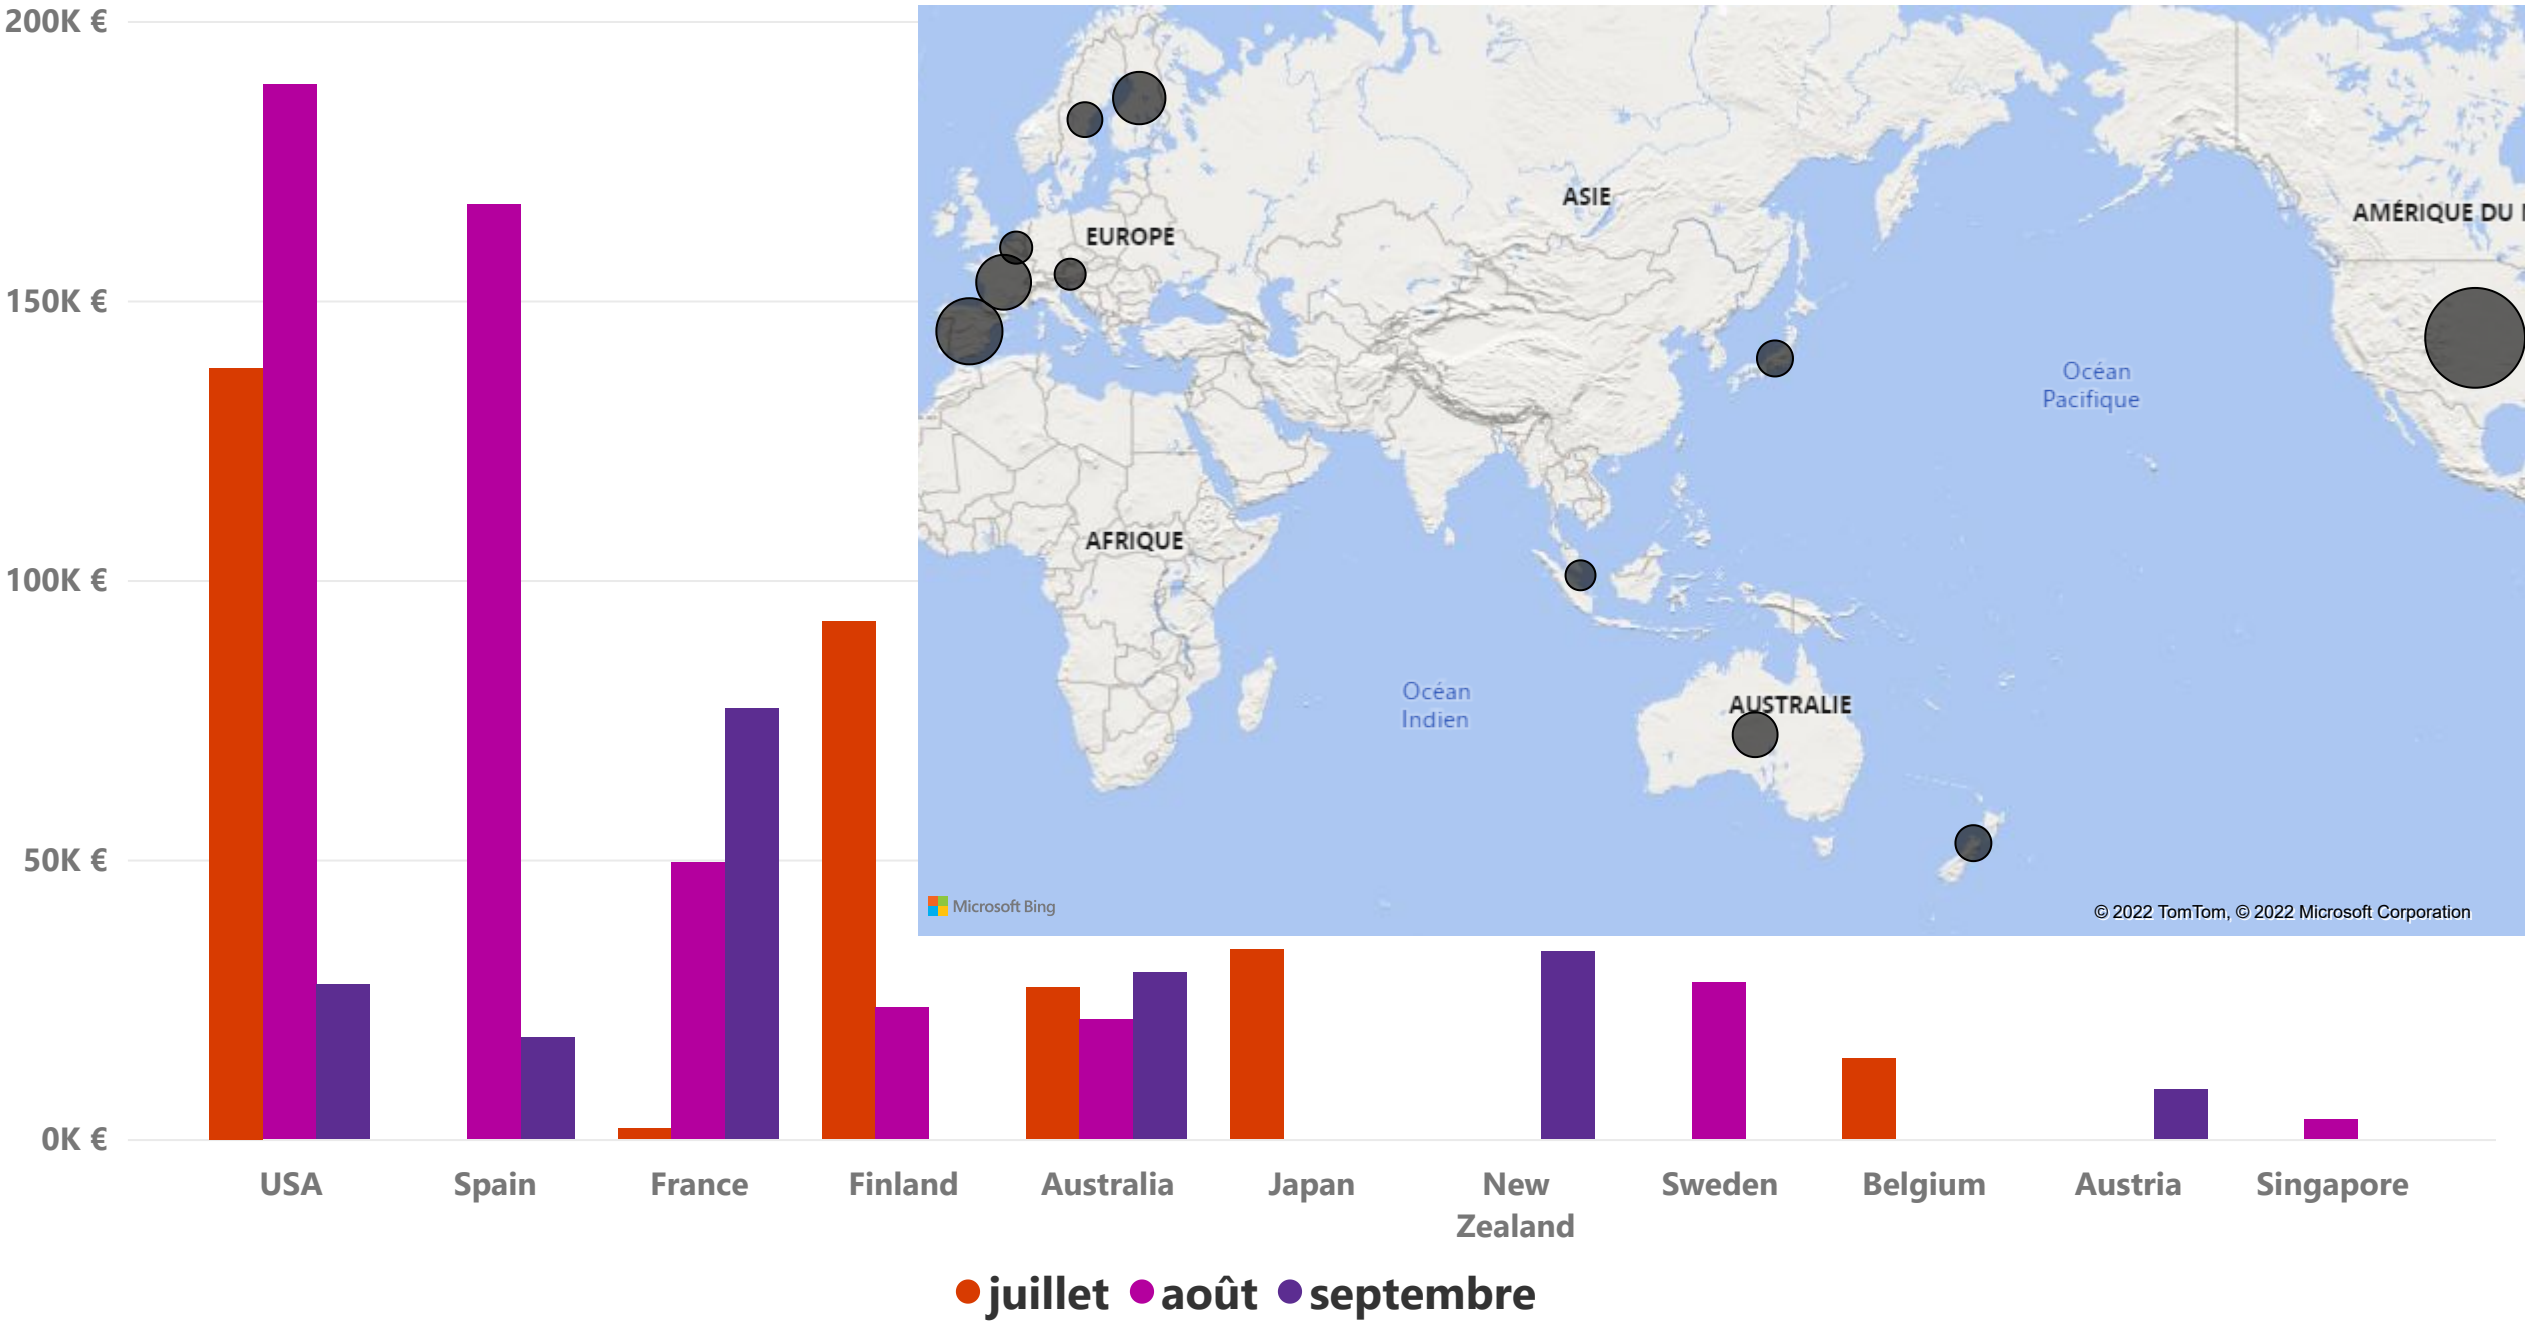 200K €
150K €
100K €
50K €
0K €
ASIE
EUROPE
AMÉRIQUE DU
AFRIQUE
Océan
Pacifique
Océan
Indien
AUSTRALIE
Microsoft Bing
© 2022 TomTom, © 2022 Microsoft Corporation
USA
Spain
France
Finland
Australia
Japan
New
Zealand
Sweden
Belgium
Austria
Singapore
juillet août septembre